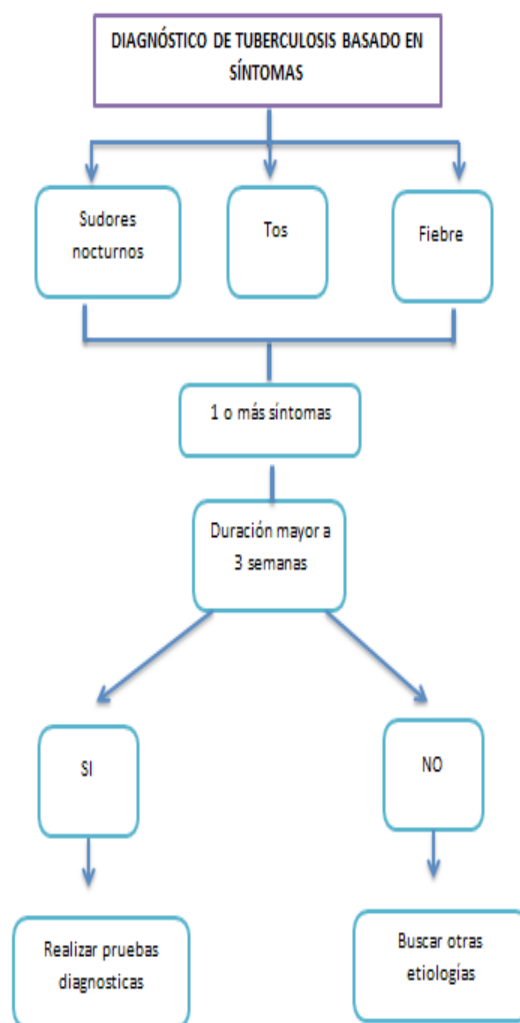 DIAGNÓSTICO DE TUBERCULOSIS BASADO EN
SÍNTOMAS
Sudores
nocturnos
Tos
Fiebre
1 o más síntomas
Duración mayor a
3 semanas
SI
NO
Realizar pruebas
diagnosticas
Buscar otras
etiologías